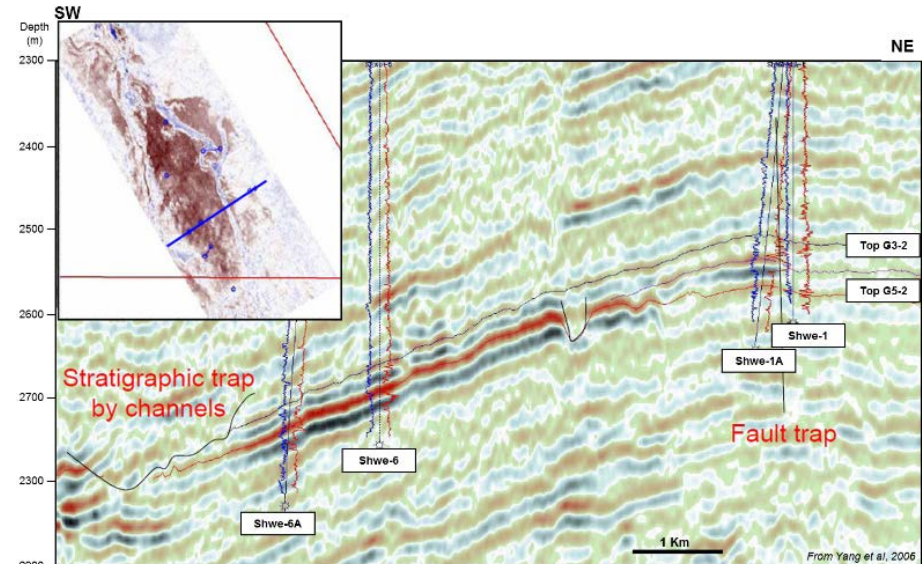 SW
Depth
(m)
NE
2300
2400
2500
Top G3-2
Top G5-2
2600
Shwe-1
Shwe-1A
Stratigraphic trap
by channels
2700
Fault trap
Shwe-6
2300
Shwe-6A
1 Km
From Yang et al, 2006